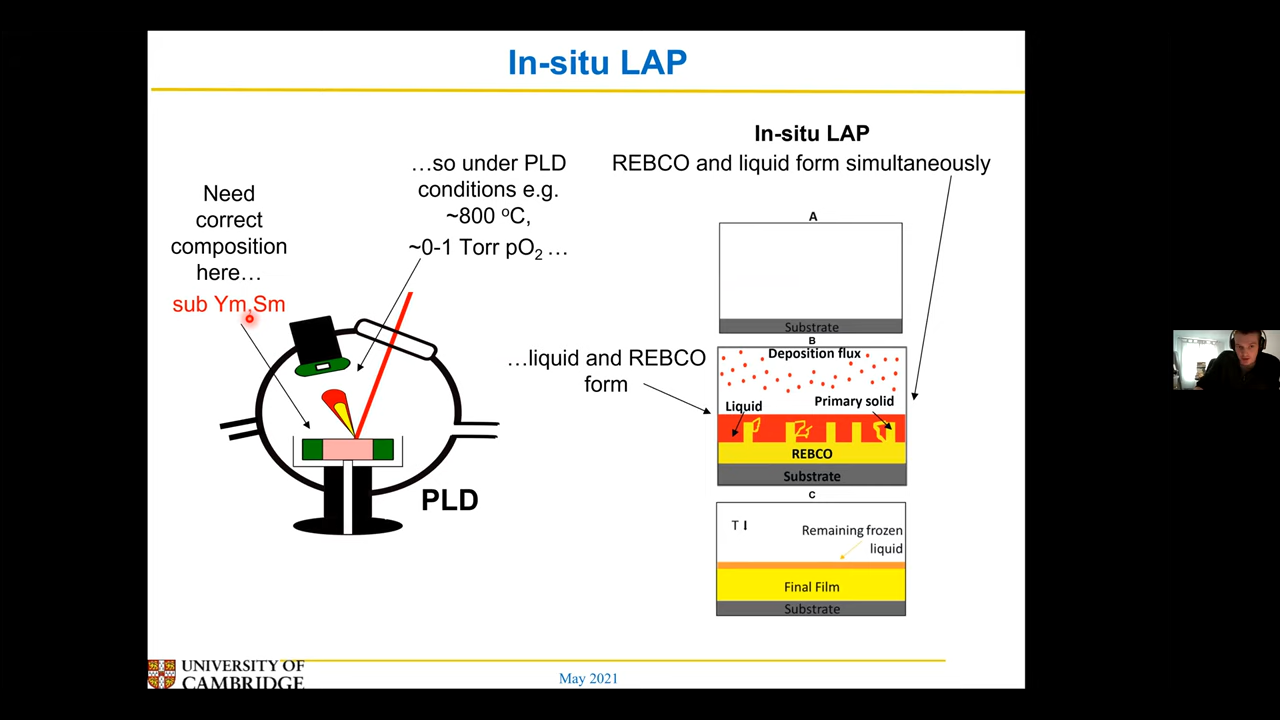 In-situ LAP
Need
correct
composition
here…
sub Ym,Sm
…so under PLD
conditions e.g.
~800 ºC,
~0-1 Torr pO₂ …
PLD
In-situ LAP
REBCO and liquid form simultaneously
…liquid and REBCO
form
A
Substrate
B
Deposition flux
Liquid
Primary solid
REBCO
Substrate
C
T
Remaining frozen
liquid
Final Film
Substrate
UNIVERSITY OF
CAMBRIDGE
May 2021